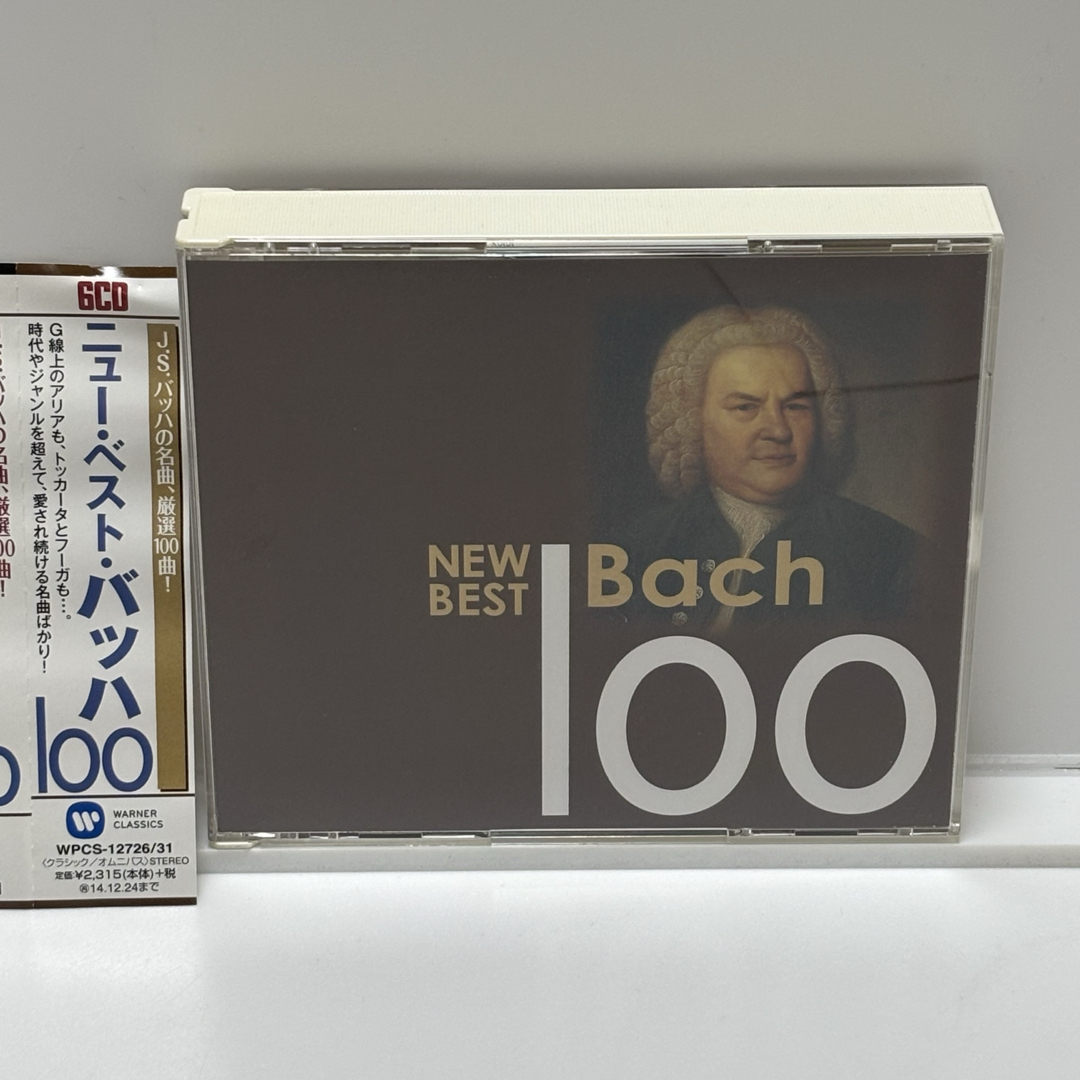 6CD
J.S.バッハの名曲、厳選100曲!
ニュー・ベスト・バッハ
100
G線上のアリアも、トッカータとフーガも…。
時代やジャンルを超えて、愛され続ける名曲ばかり!
WARNER
CLASSICS
WPCS-12726/31
〈クラシック/オムニバス〉STEREO
定価:¥2,315(本体)+税
14.12.24まで
NEW
BEST
Bach
100